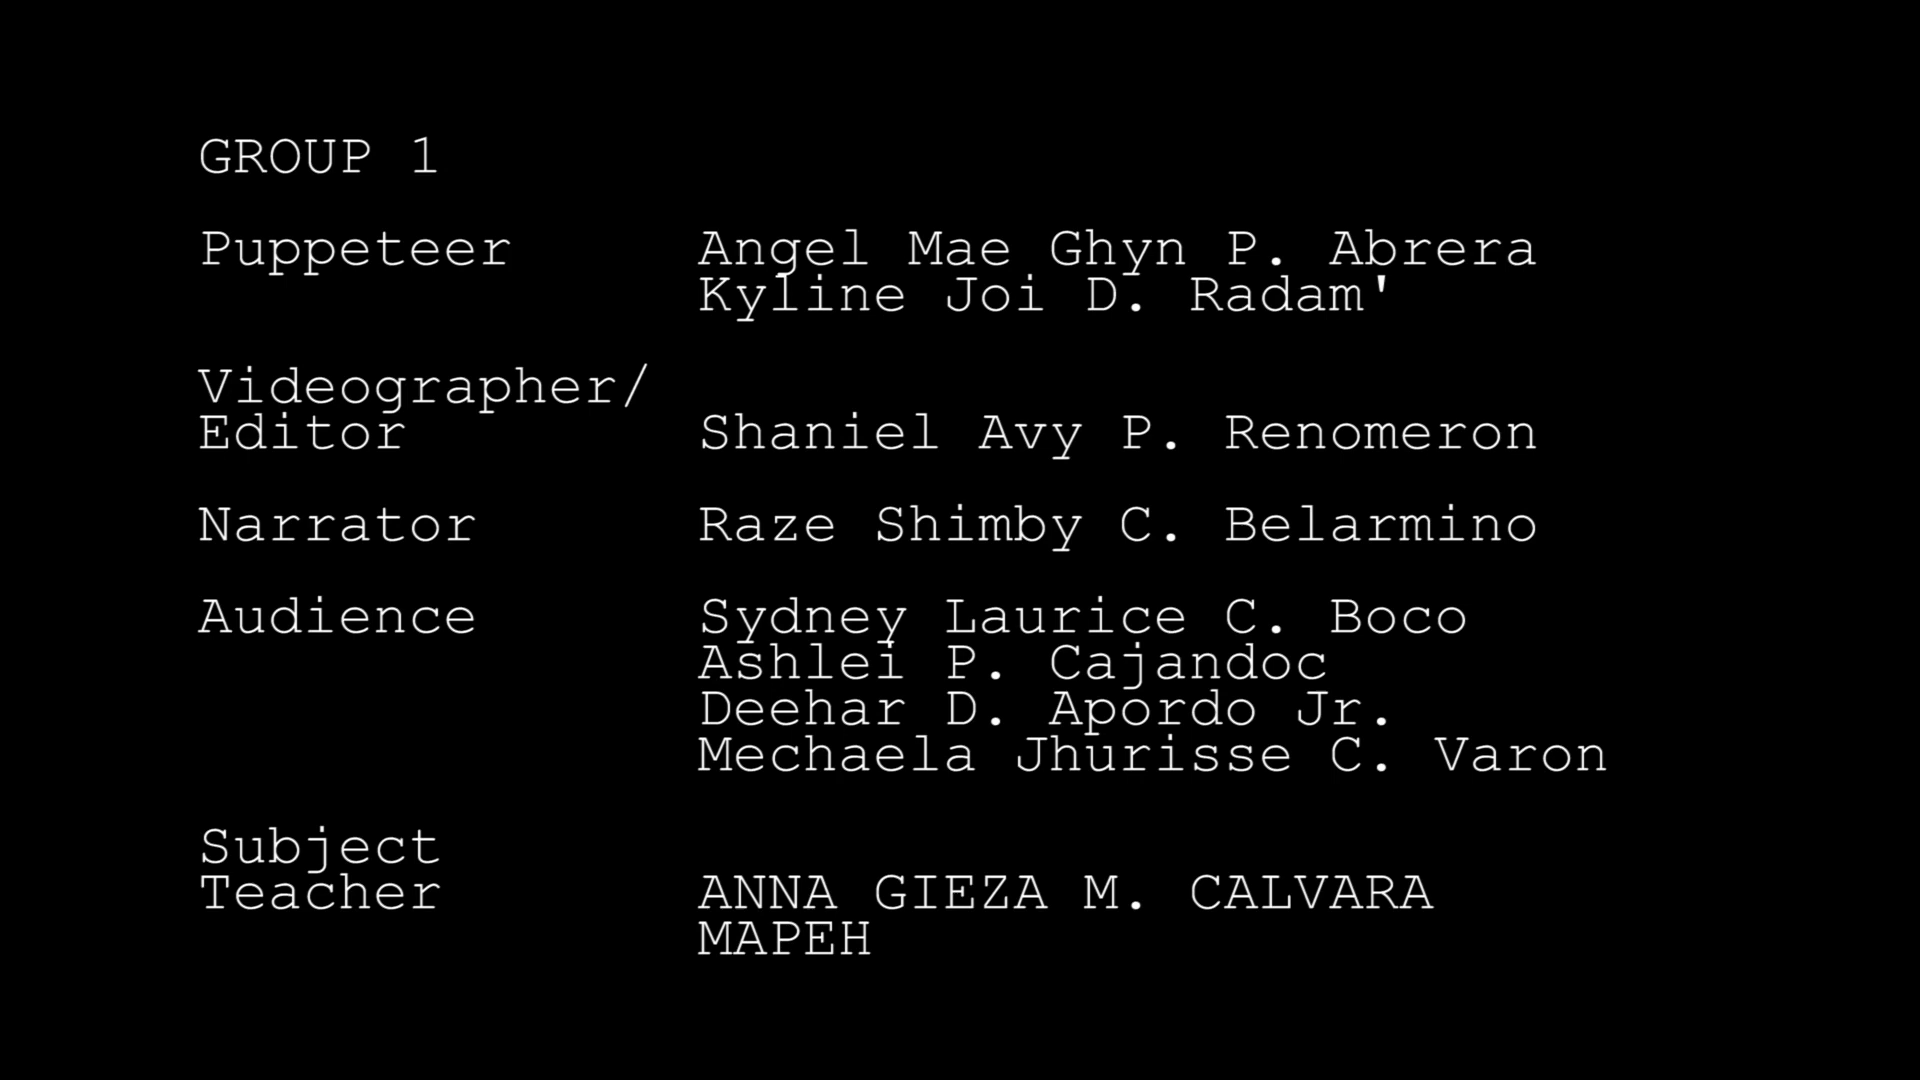 GROUP 1
Puppeteer Angel Mae Ghyn P. Abrera
Kyline Joi D. Radam'
Videographer/
Editor Shaniel Avy P. Renomeron
Narrator Raze Shimby C. Belarmino
Audience Sydney Laurice C. Boco
Ashlei P. Cajandoc
Deehar D. Apordo Jr.
Mechaela Jhurisse C. Varon
Subject
Teacher ANNA GIEZA M. CALVARA
MAPEH